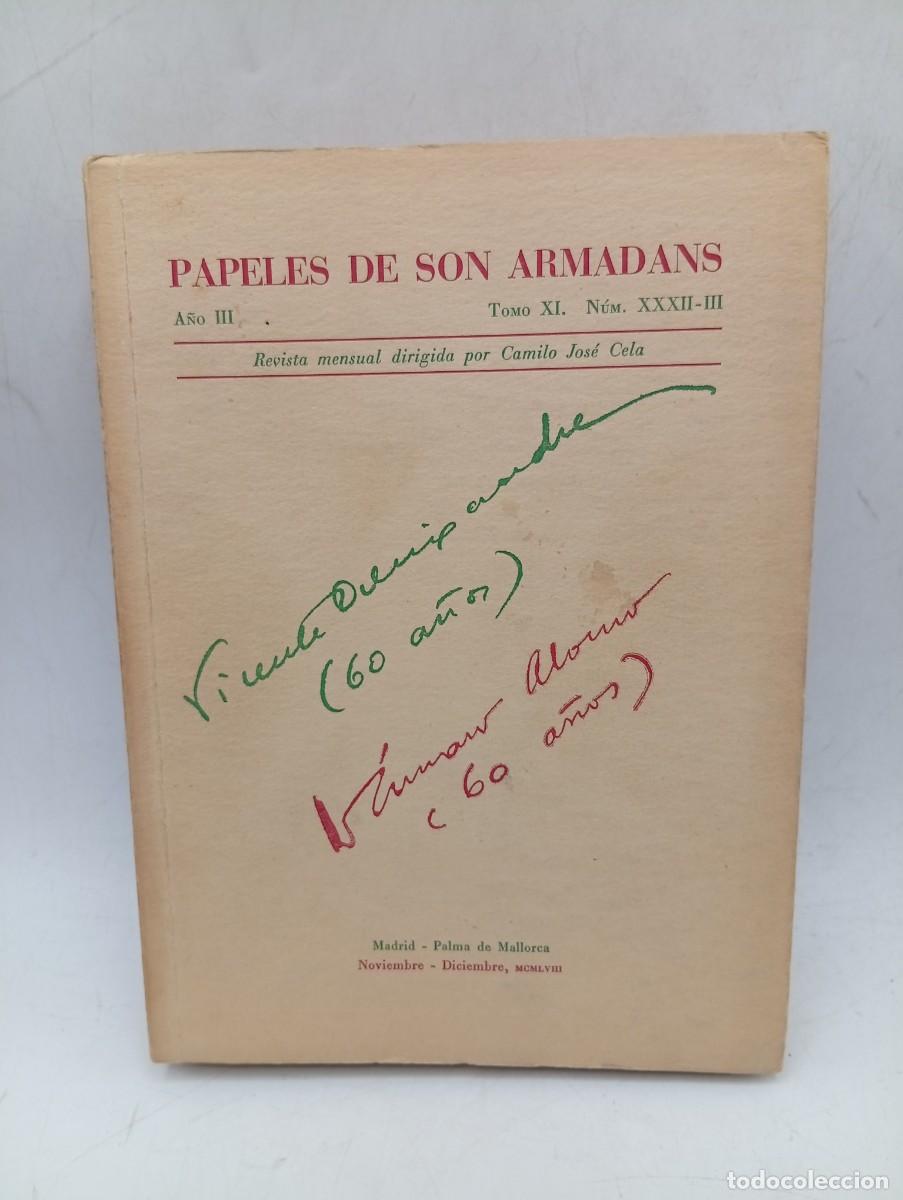 PAPELES DE SON ARMADANS
Año III Tomo XI. Núm. XXXII-III
Revista mensual dirigida por Camilo José Cela
Vicente Aleixandre
(60 años)
Dámaso Alonso
(60 años)
Madrid - Palma de Mallorca
Noviembre - Diciembre, MCMLVIII
todocoleccion